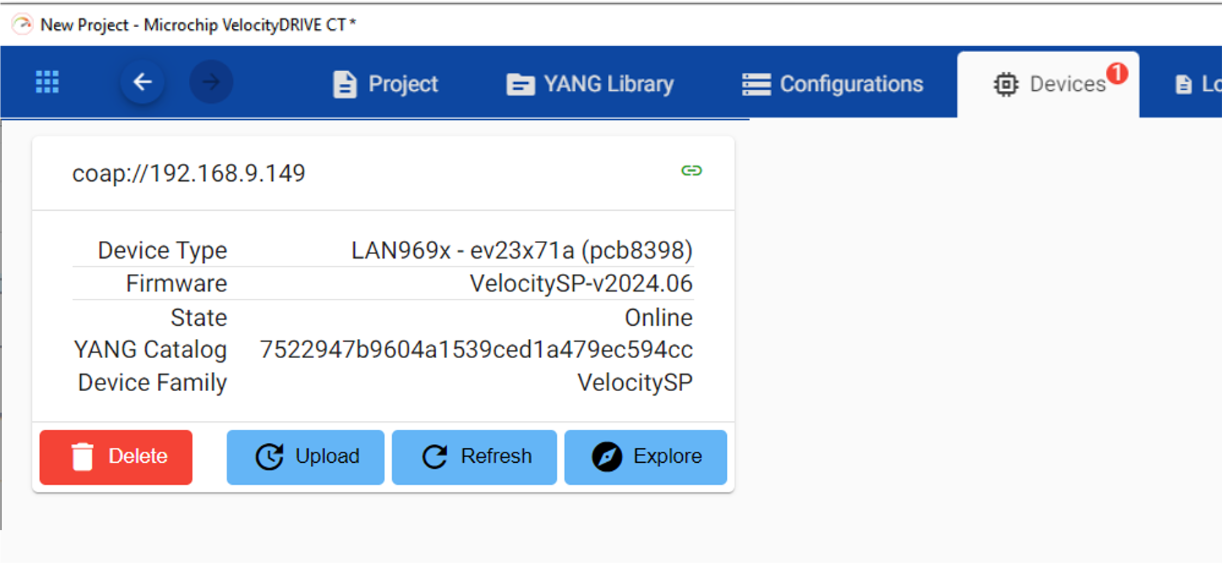 New Project - Microchip VelocityDRIVE CT*
Project YANG Library Configurations Devices 1
coap://192.168.9.149
Device Type LAN969x - ev23x71a (pcb8398)
Firmware VelocitySP-v2024.06
State Online
YANG Catalog 7522947b9604a1539ced1a479ec594cc
Device Family VelocitySP
Delete Upload Refresh Explore